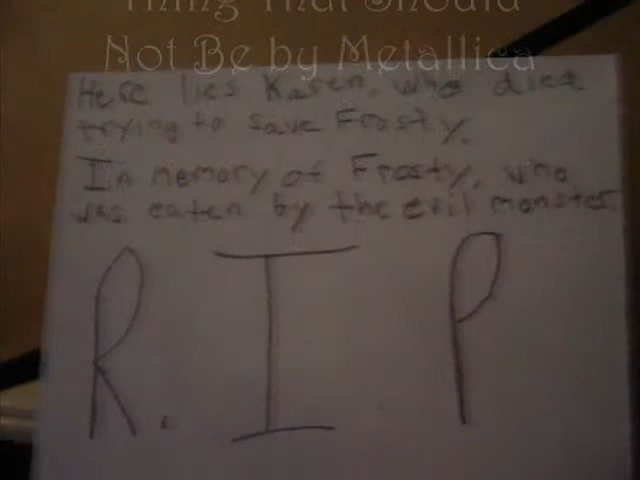 Thing That Should
Not Be by Metallica
Here lies Karen, who died
trying to save Frosty.
In memory of Frosty, who
was eaten by the evil monster.
R. I P